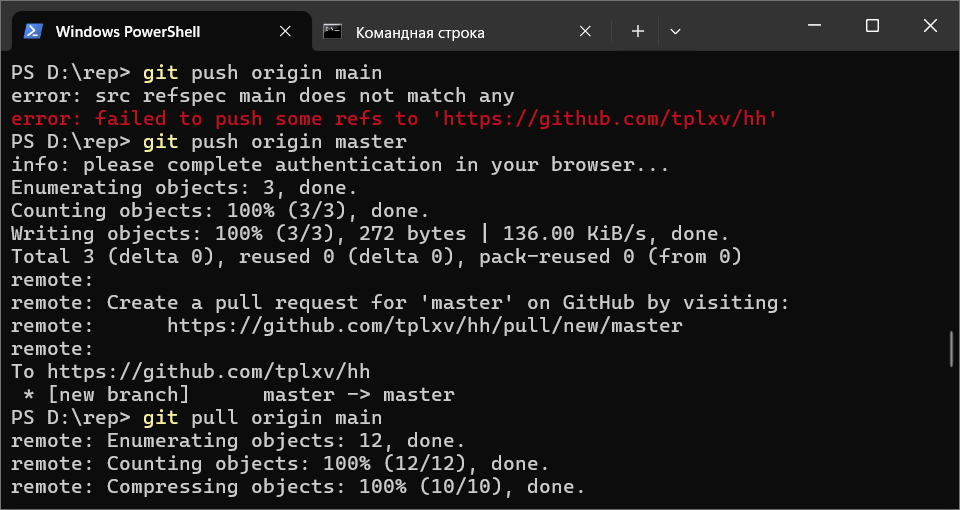 Windows PowerShell
Командная строка
PS D:\rep> git push origin main
error: src refspec main does not match any
error: failed to push some refs to 'https://github.com/tplxv/hh'
PS D:\rep> git push origin master
info: please complete authentication in your browser...
Enumerating objects: 3, done.
Counting objects: 100% (3/3), done.
Writing objects: 100% (3/3), 272 bytes | 136.00 KiB/s, done.
Total 3 (delta 0), reused 0 (delta 0), pack-reused 0 (from 0)
remote:
remote: Create a pull request for 'master' on GitHub by visiting:
remote:      https://github.com/tplxv/hh/pull/new/master
remote:
To https://github.com/tplxv/hh
 * [new branch]      master -> master
PS D:\rep> git pull origin main
remote: Enumerating objects: 12, done.
remote: Counting objects: 100% (12/12), done.
remote: Compressing objects: 100% (10/10), done.